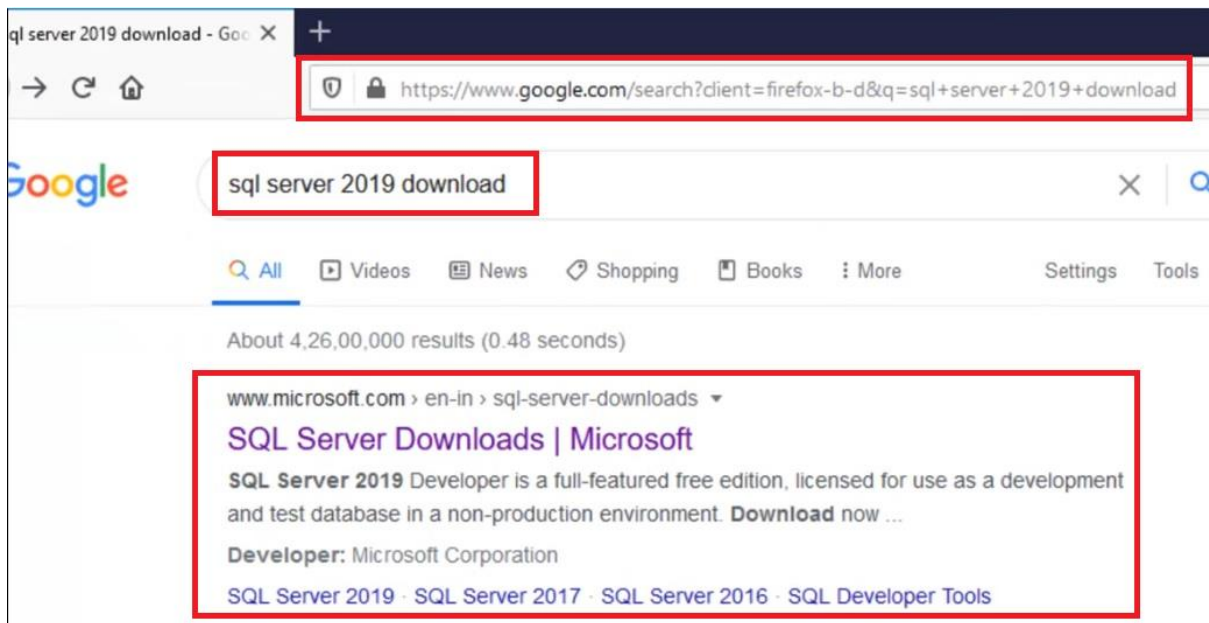 ql server 2019 download - Goo
https://www.google.com/search?client=firefox-b-d&q=sql+server+2019+download
Google
sql server 2019 download
All Videos News Shopping Books More Settings Tools
About 4,26,00,000 results (0.48 seconds)
www.microsoft.com › en-in › sql-server-downloads
SQL Server Downloads | Microsoft
SQL Server 2019 Developer is a full-featured free edition, licensed for use as a development
and test database in a non-production environment. Download now ...
Developer: Microsoft Corporation
SQL Server 2019 · SQL Server 2017 · SQL Server 2016 · SQL Developer Tools